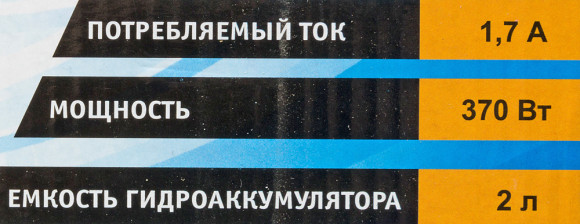 ПОТРЕБЛЯЕМЫЙ ТОК 1,7 А
МОЩНОСТЬ 370 Вт
ЕМКОСТЬ ГИДРОАККУМУЛЯТОРА 2 л